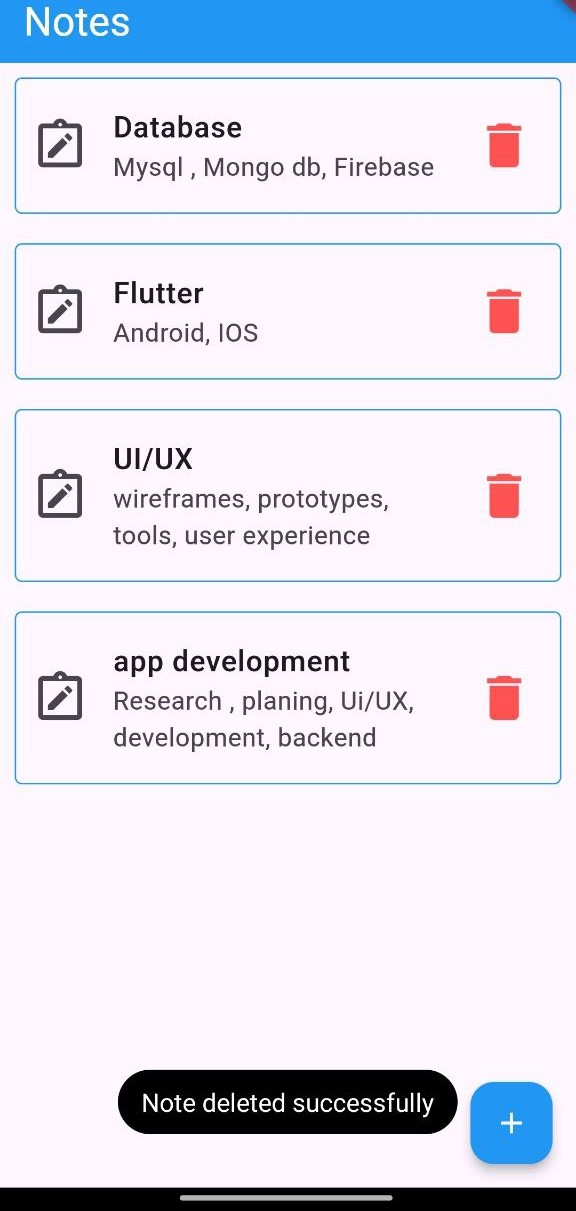 Notes
Database
Mysql , Mongo db, Firebase
Flutter
Android, IOS
UI/UX
wireframes, prototypes,
tools, user experience
app development
Research , planing, Ui/UX,
development, backend
Note deleted successfully
+